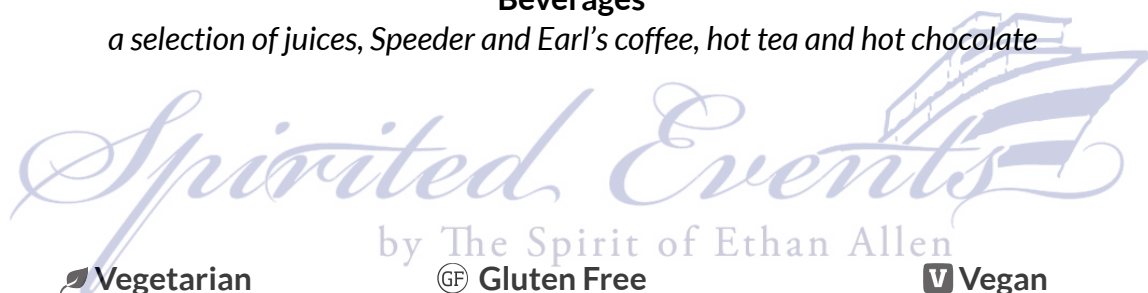 Beverages
a selection of juices, Speeder and Earl's coffee, hot tea and hot chocolate
Spirited Events
by The Spirit of Ethan Allen
Vegetarian GF Gluten Free V Vegan